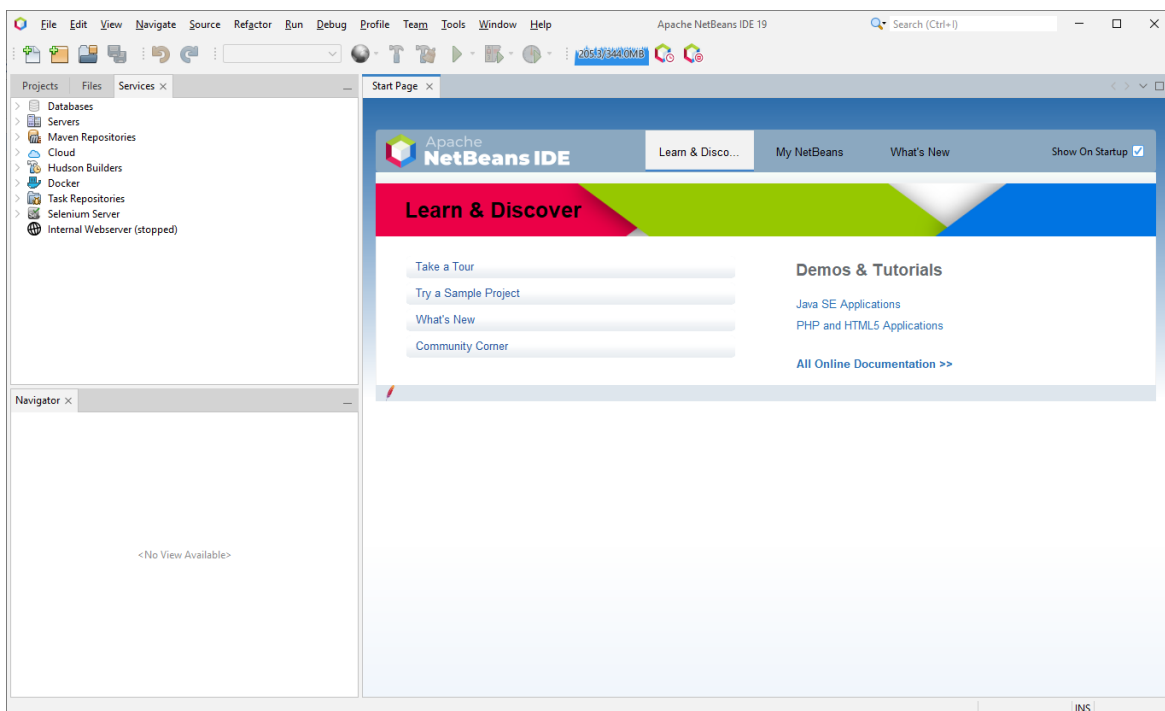 File Edit View Navigate Source Refactor Run Debug Profile Team Tools Window Help Apache NetBeans IDE 19 Search (Ctrl+I)
205.3/344.0MB
Projects Files Services Start Page
Databases
Servers
Maven Repositories
Cloud
Hudson Builders
Docker
Task Repositories
Selenium Server
Internal Webserver (stopped)
Apache
NetBeans IDE
Learn & Disco... My NetBeans What's New Show On Startup
Learn & Discover
Take a Tour
Try a Sample Project
What's New
Community Corner
Demos & Tutorials
Java SE Applications
PHP and HTML5 Applications
All Online Documentation >>
Navigator
<No View Available>
INS